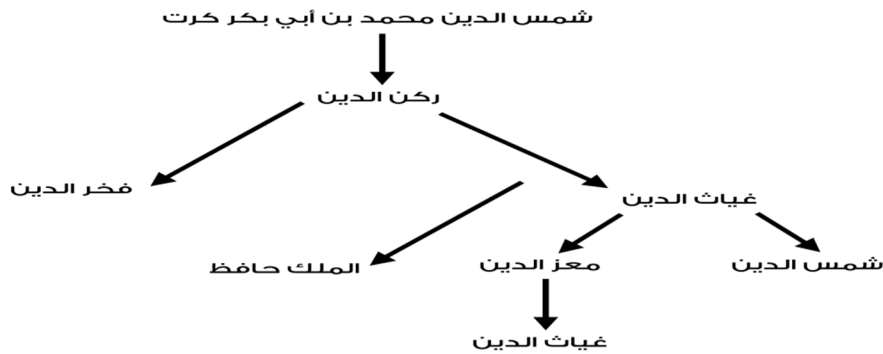 شمس الدين محمد بن أبي بكر كرت
ركن الدين
غياث الدين
فخر الدين
شمس الدين
معز الدين
الملك حافظ
غياث الدين